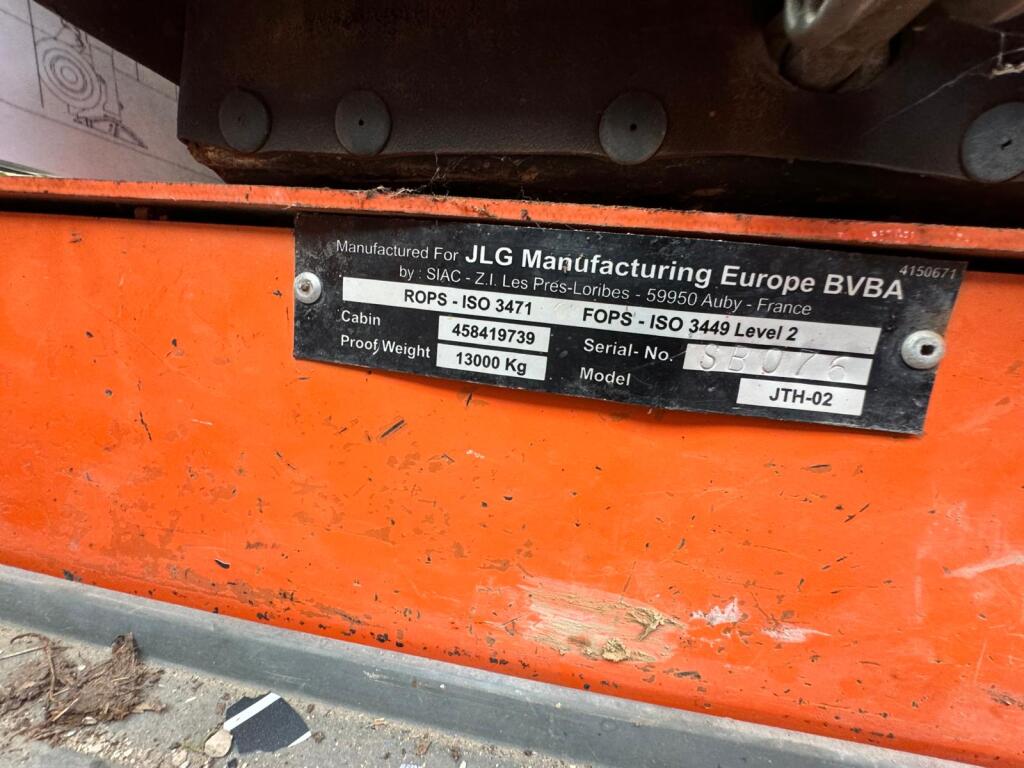 4150671
Manufactured For JLG Manufacturing Europe BVBA
by : SIAC - Z.I. Les Pres-Loribes - 59950 Auby - France
ROPS - ISO 3471 FOPS - ISO 3449 Level 2
Cabin 458419739 Serial- No. SB076
Proof Weight 13000 Kg Model JTH-02